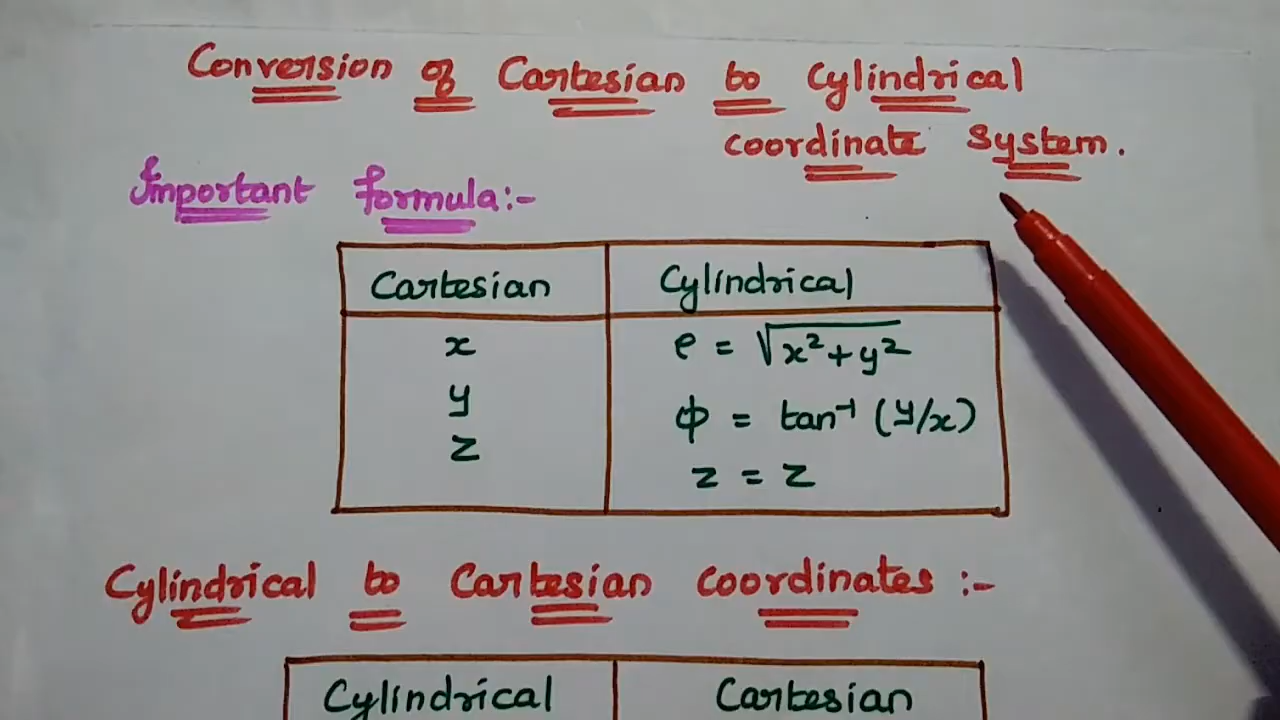 Conversion of Cartesian to Cylindrical
coordinate System.
Important formula:-
Cartesian Cylindrical
x ρ = √x²+y²
y ϕ = tan⁻¹ (y/x)
z z = z
Cylindrical to Cartesian coordinates :-
Cylindrical Cartesian